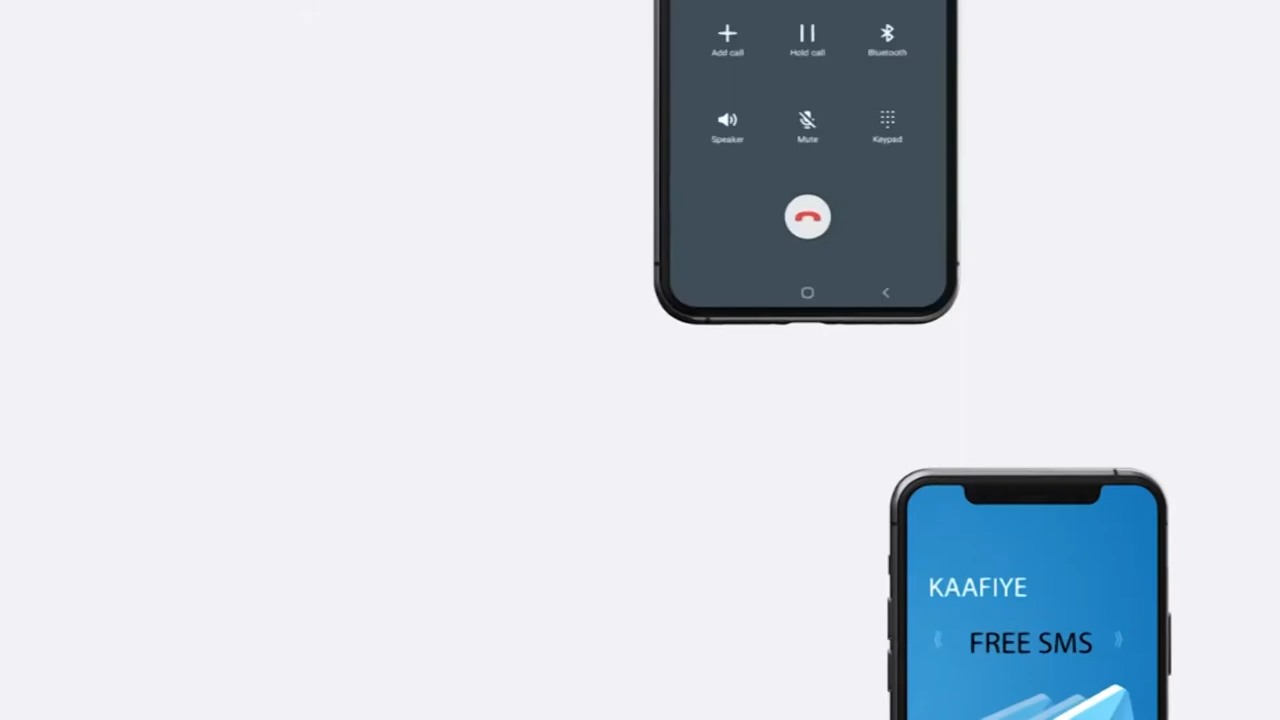 Add call Hold call Bluetooth
Speaker Mute Keypad
KAAFIYE
FREE SMS